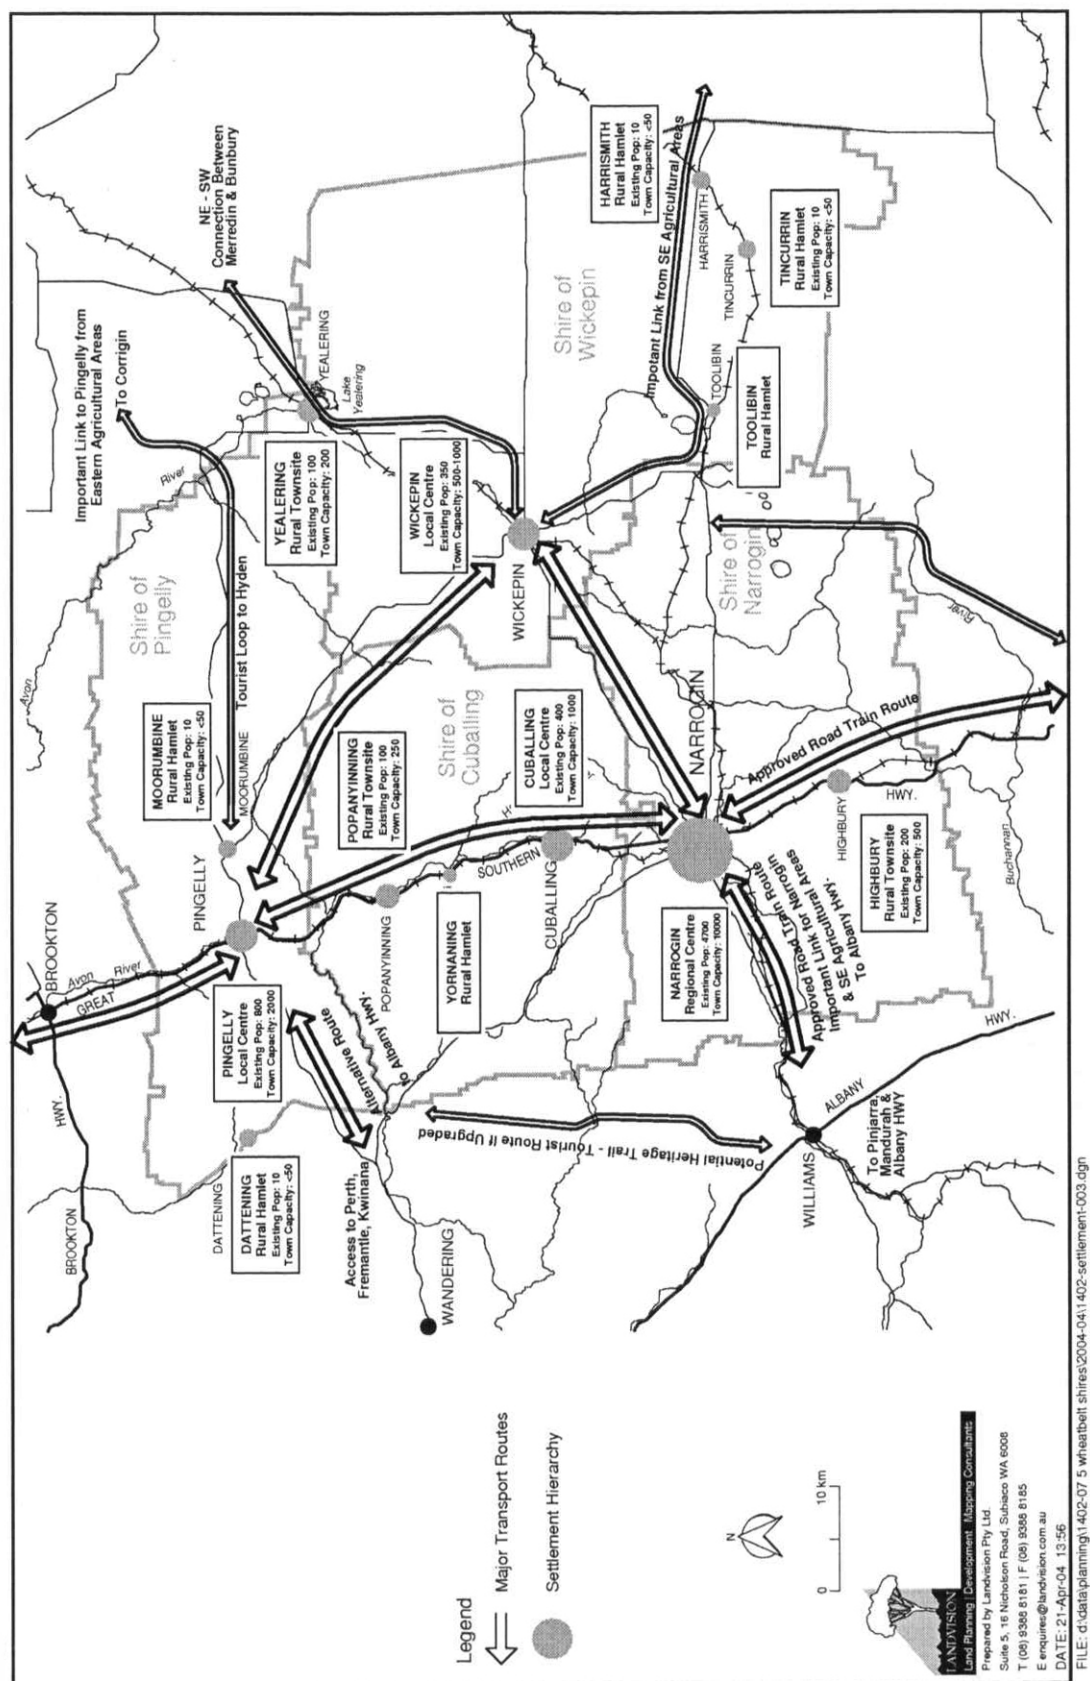 BROOKTON
HWY.
BROOKTON
Avon
River
GREAT
Avon
PINGELLY
MOORUMBINE
MOORUMBINE
Rural Hamlet
Existing Pop: 10
Town Capacity: <50
Shire of
Pingelly
River
Important Link to Pingelly from
Eastern Agricultural Areas
To Corrigin
Tourist Loop to Hyden
NE - SW
Connection Between
Merredin & Bunbury
YEALERING
Lake
Yealering
YEALERING
Rural Townsite
Existing Pop: 100
Town Capacity: 200
DATTENING
DATTENING
Rural Hamlet
Existing Pop: 10
Town Capacity: <50
PINGELLY
Local Centre
Existing Pop: 800
Town Capacity: 2000
Alternative Route
To Albany Hwy.
Access to Perth,
Fremantle, Kwinana
WANDERING
POPANYINNING
POPANYINNING
Rural Townsite
Existing Pop: 100
Town Capacity: 250
YORNANING
Rural Hamlet
SOUTHERN
H
Shire of
Cuballing
WICKEPIN
Local Centre
Existing Pop: 350
Town Capacity: 500-1000
WICKEPIN
Shire of
Wickepin
CUBALLING
CUBALLING
Local Centre
Existing Pop: 400
Town Capacity: 1000
Potential Heritage Trail - Tourist Route if Upgraded
HARRISMITH
Rural Hamlet
Existing Pop: 10
Town Capacity: <50
HARRISMITH
Impotant Link from SE Agricultural Areas
TINCURRIN
TINCURRIN
Rural Hamlet
Existing Pop: 10
Town Capacity: <50
TOOLIBIN
TOOLIBIN
Rural Hamlet
Shire of
Narrogin
NARROGIN
NARROGIN
Regional Centre
Existing Pop: 4700
Town Capacity: 10000
Approved Road Train Route
Approved Road Train Route
Important Link for Narrogin
& SE Agricultural Areas
To Albany Hwy.
HIGHBURY
HWY.
HIGHBURY
Rural Townsite
Existing Pop: 200
Town Capacity: 500
River
Buchannan
WILLIAMS
ALBANY
HWY.
To Pinjarra,
Mandurah &
Albany HWY
Legend
Major Transport Routes
Settlement Hierarchy
N
0
10 km
LANDVISION
Land Planning | Development Mapping Consultants
Prepared by Landvision Pty Ltd.
Suite 5, 16 Nicholson Road, Subiaco WA 6008
T (08) 9388 8181 | F (08) 9388 8185
E enquires@landvision.com.au
DATE: 21-Apr-04 13:56
FILE: d:\data\planning\1402-07 5 wheatbelt shires\2004-04\1402-settlement-003.dgn